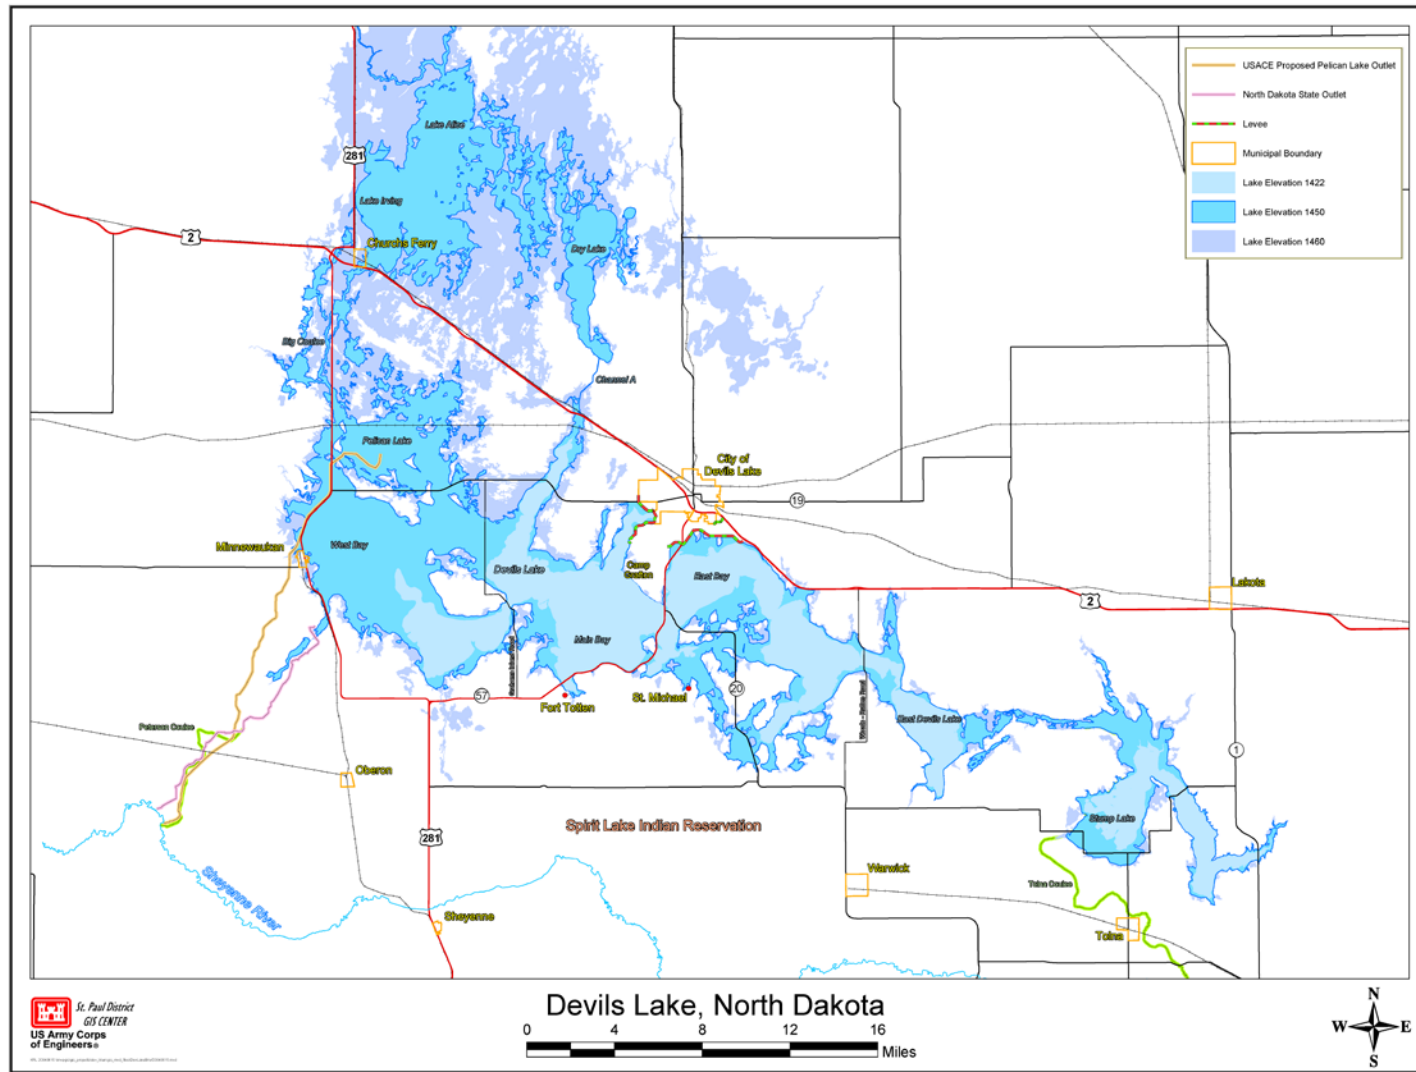 USACE Proposed Pelican Lake Outlet
North Dakota State Outlet
Levee
Municipal Boundary
Lake Elevation 1422
Lake Elevation 1450
Lake Elevation 1460
Lake Alice
281
Lake Irving
2
Churchs Ferry
Dry Lake
Big Coulee
Channel A
Pelican Lake
City of
Devils Lake
19
Minnewaukan
West Bay
Devils Lake
Camp
Grafton
East Bay
Lakota
2
Main Bay
57
Fort Totten
St. Michael
20
East Devils Lake
1
Peterson Coulee
Oberon
281
Spirit Lake Indian Reservation
Stump Lake
Sheyenne River
Warwick
Tolna Coulee
Sheyenne
Tolna
Devils Lake, North Dakota
0 4 8 12 16
Miles
St. Paul District
GIS CENTER
US Army Corps
of Engineers®
N
W E
S